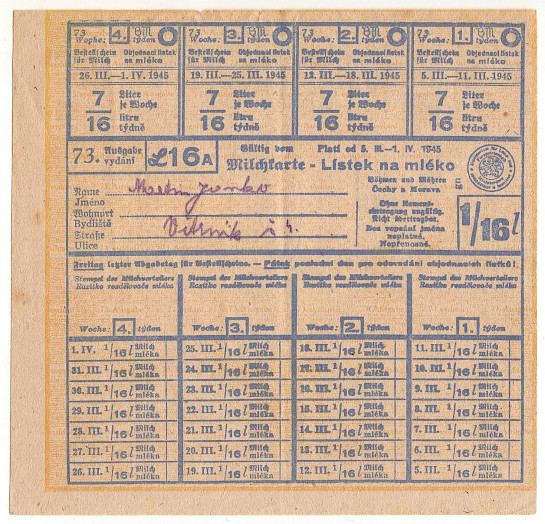 73 4. BM
Woche: týden
Bestellschein Objednací lístek
für Milch na mléko
26. III.—1. IV. 1945
7/16 Liter je Woche
litru týdně
73 3. BM
Woche: týden
Bestellschein Objednací lístek
für Milch na mléko
19. III.—25. III. 1945
7/16 Liter je Woche
litru týdně
73 2. BM
Woche: týden
Bestellschein Objednací lístek
für Milch na mléko
12. III.—18. III. 1945
7/16 Liter je Woche
litru týdně
73 1. BM
Woche: týden
Bestellschein Objednací lístek
für Milch na mléko
5. III.—11. III. 1945
7/16 Liter je Woche
litru týdně
73. Ausgabe
vydání
L16A
Gültig vom Platí od 5. III.—1. IV. 1945
Milchkarte - Lístek na mléko
Böhmen und Mähren
Čechy a Morava
Name
Jméno
Wohnort
Bydliště
Straße
Ulice
Martin
Ohne Namens-
eintragung ungültig.
Nicht übertragbar.
Bez vepsání jména
neplatné.
Nepřenosné.
1/16 l
Freitag letzter Abgabetag für Bestellscheine. — Pátek poslední den pro odevzdání objednacích lístků!
Stempel des Milchverteilers
Razítko rozdělovače mléka
Woche: 4. týden
Stempel des Milchverteilers
Razítko rozdělovače mléka
Woche: 3. týden
Stempel des Milchverteilers
Razítko rozdělovače mléka
Woche: 2. týden
Stempel des Milchverteilers
Razítko rozdělovače mléka
Woche: 1. týden
1. IV. 1/16 l Milch mléka 25. III. 1/16 l Milch mléka 18. III. 1/16 l Milch mléka 11. III. 1/16 l Milch mléka
31. III. 1/16 l Milch mléka 24. III. 1/16 l Milch mléka 17. III. 1/16 l Milch mléka 10. III. 1/16 l Milch mléka
30. III. 1/16 l Milch mléka 23. III. 1/16 l Milch mléka 16. III. 1/16 l Milch mléka 9. III. 1/16 l Milch mléka
29. III. 1/16 l Milch mléka 22. III. 1/16 l Milch mléka 15. III. 1/16 l Milch mléka 8. III. 1/16 l Milch mléka
28. III. 1/16 l Milch mléka 21. III. 1/16 l Milch mléka 14. III. 1/16 l Milch mléka 7. III. 1/16 l Milch mléka
27. III. 1/16 l Milch mléka 20. III. 1/16 l Milch mléka 13. III. 1/16 l Milch mléka 6. III. 1/16 l Milch mléka
26. III. 1/16 l Milch mléka 19. III. 1/16 l Milch mléka 12. III. 1/16 l Milch mléka 5. III. 1/16 l Milch mléka